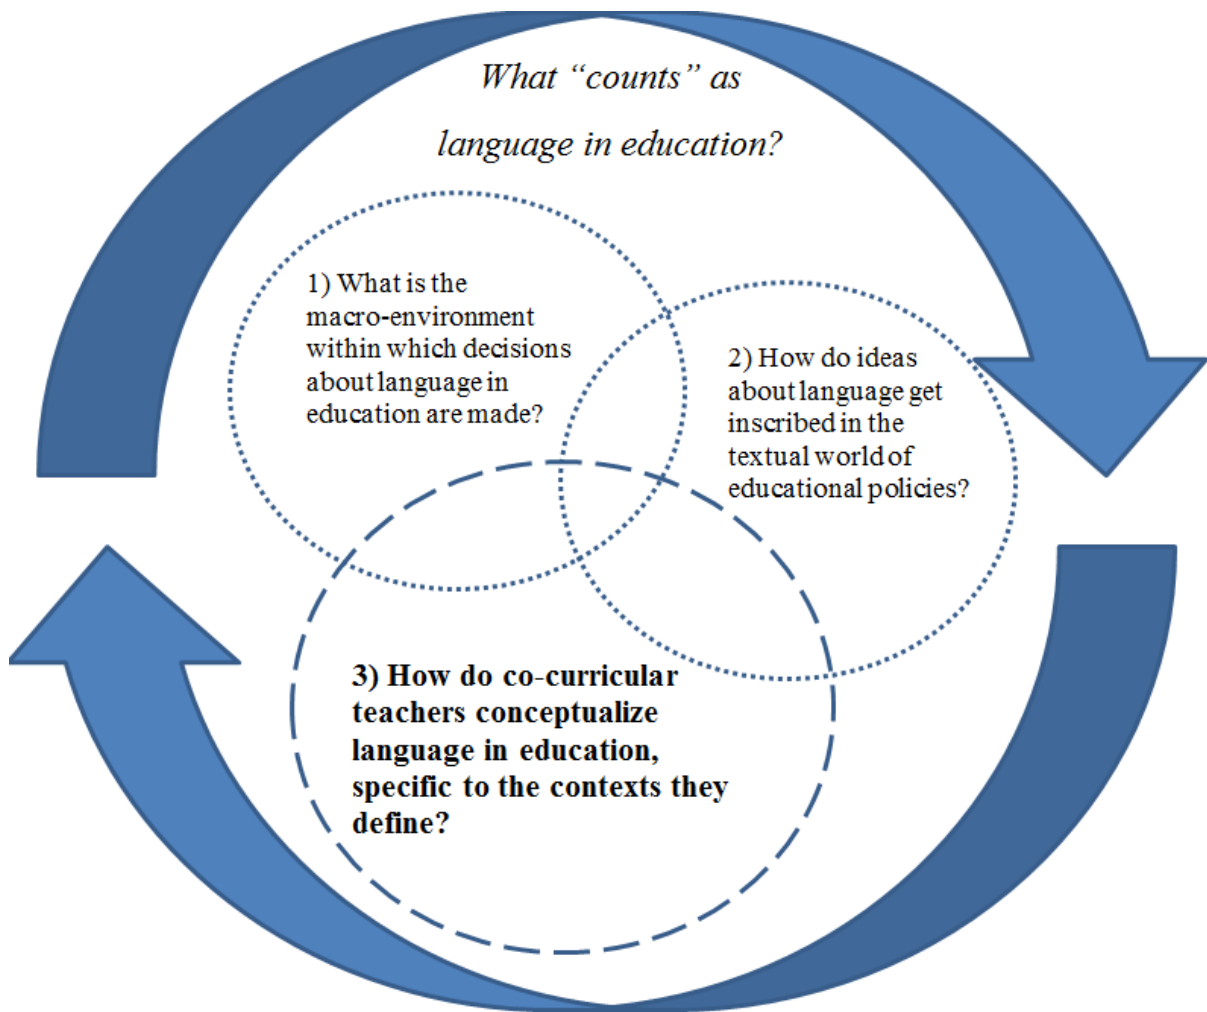 What “counts” as
language in education?
1) What is the
macro-environment
within which decisions
about language in
education are made?
2) How do ideas
about language get
inscribed in the
textual world of
educational policies?
3) How do co-curricular
teachers conceptualize
language in education,
specific to the contexts they
define?